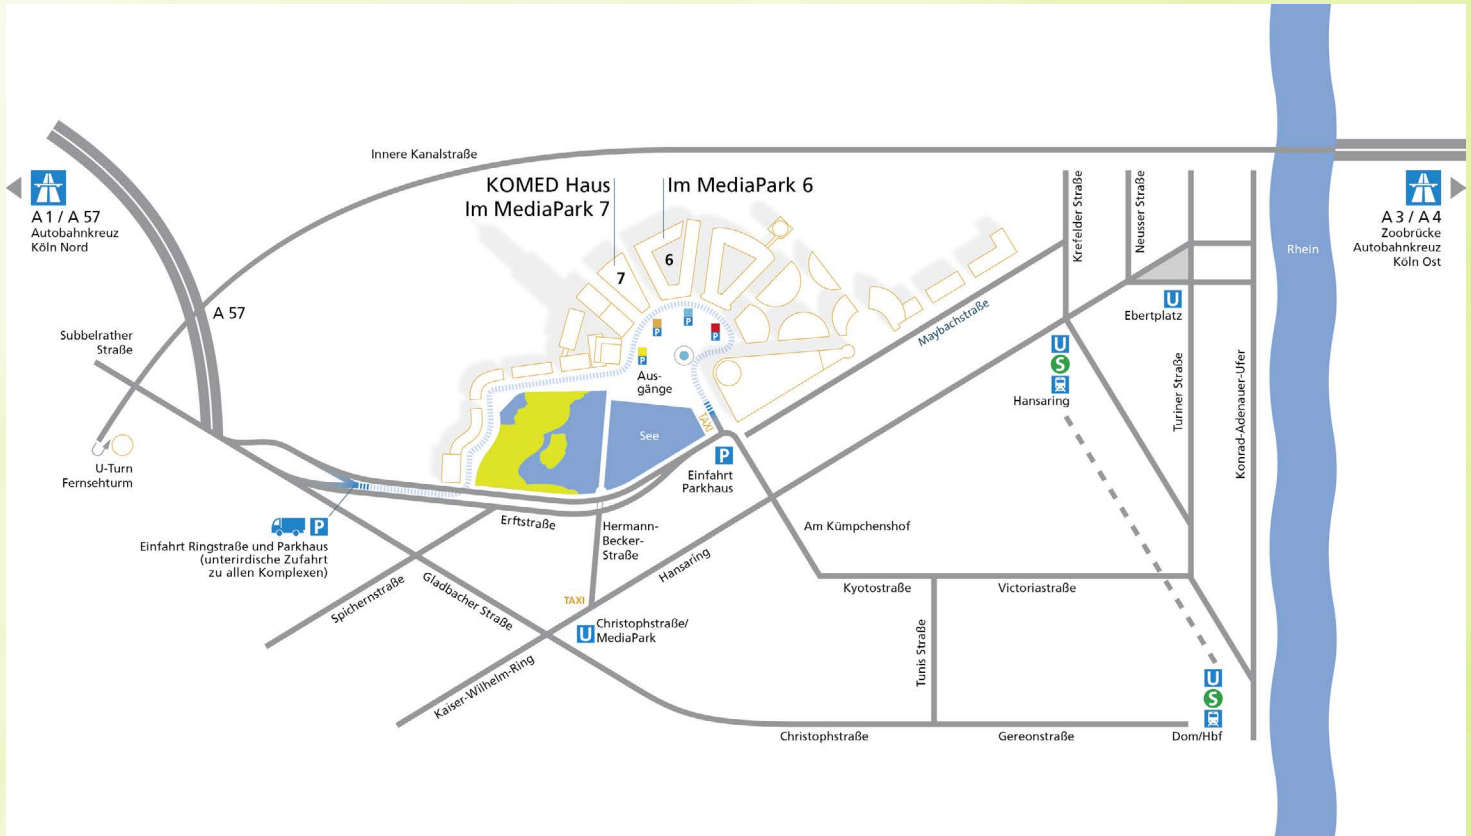 Innere Kanalstraße
KOMED Haus
Im MediaPark 7
Im MediaPark 6
A 1 / A 57
Autobahnkreuz
Köln Nord
A 3 / A 4
Zoobrücke
Autobahnkreuz
Köln Ost
Krefelder Straße
Neusser Straße
Rhein
6
7
A 57
Subbelrather
Straße
U
Ebertplatz
Maybachstraße
P
P
P
P
Aus-
gänge
U
S
Hansaring
Turiner Straße
Konrad-Adenauer-Ufer
TAXI
See
U-Turn
Fernsehturm
P
Einfahrt
Parkhaus
P
Einfahrt Ringstraße und Parkhaus
(unterirdische Zufahrt
zu allen Komplexen)
Erftstraße
Hermann-
Becker-
Straße
Am Kümpchenshof
Hansaring
Spichernstraße
Gladbacher Straße
Kyotostraße
Victoriastraße
TAXI
U
Christophstraße/
MediaPark
Tunis Straße
Kaiser-Wilhelm-Ring
U
S
Christophstraße
Gereonstraße
Dom/Hbf